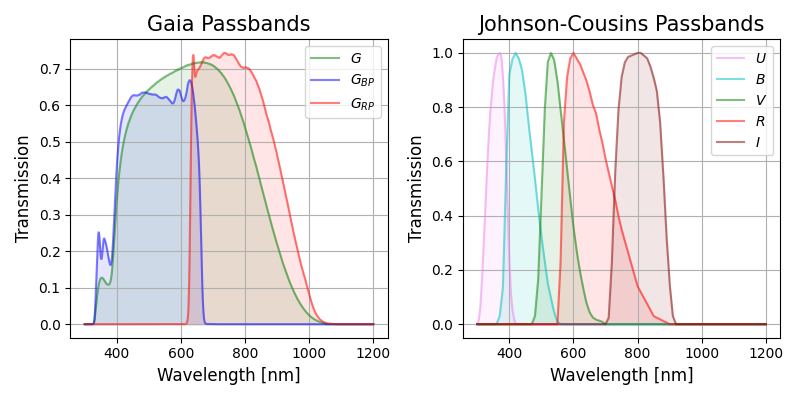 Gaia Passbands
Transmission
0.7
0.6
0.5
0.4
0.3
0.2
0.1
0.0
400 600 800 1000 1200
Wavelength [nm]
G
G_BP
G_RP
Johnson-Cousins Passbands
Transmission
1.0
0.8
0.6
0.4
0.2
0.0
400 600 800 1000 1200
Wavelength [nm]
U
B
V
R
I